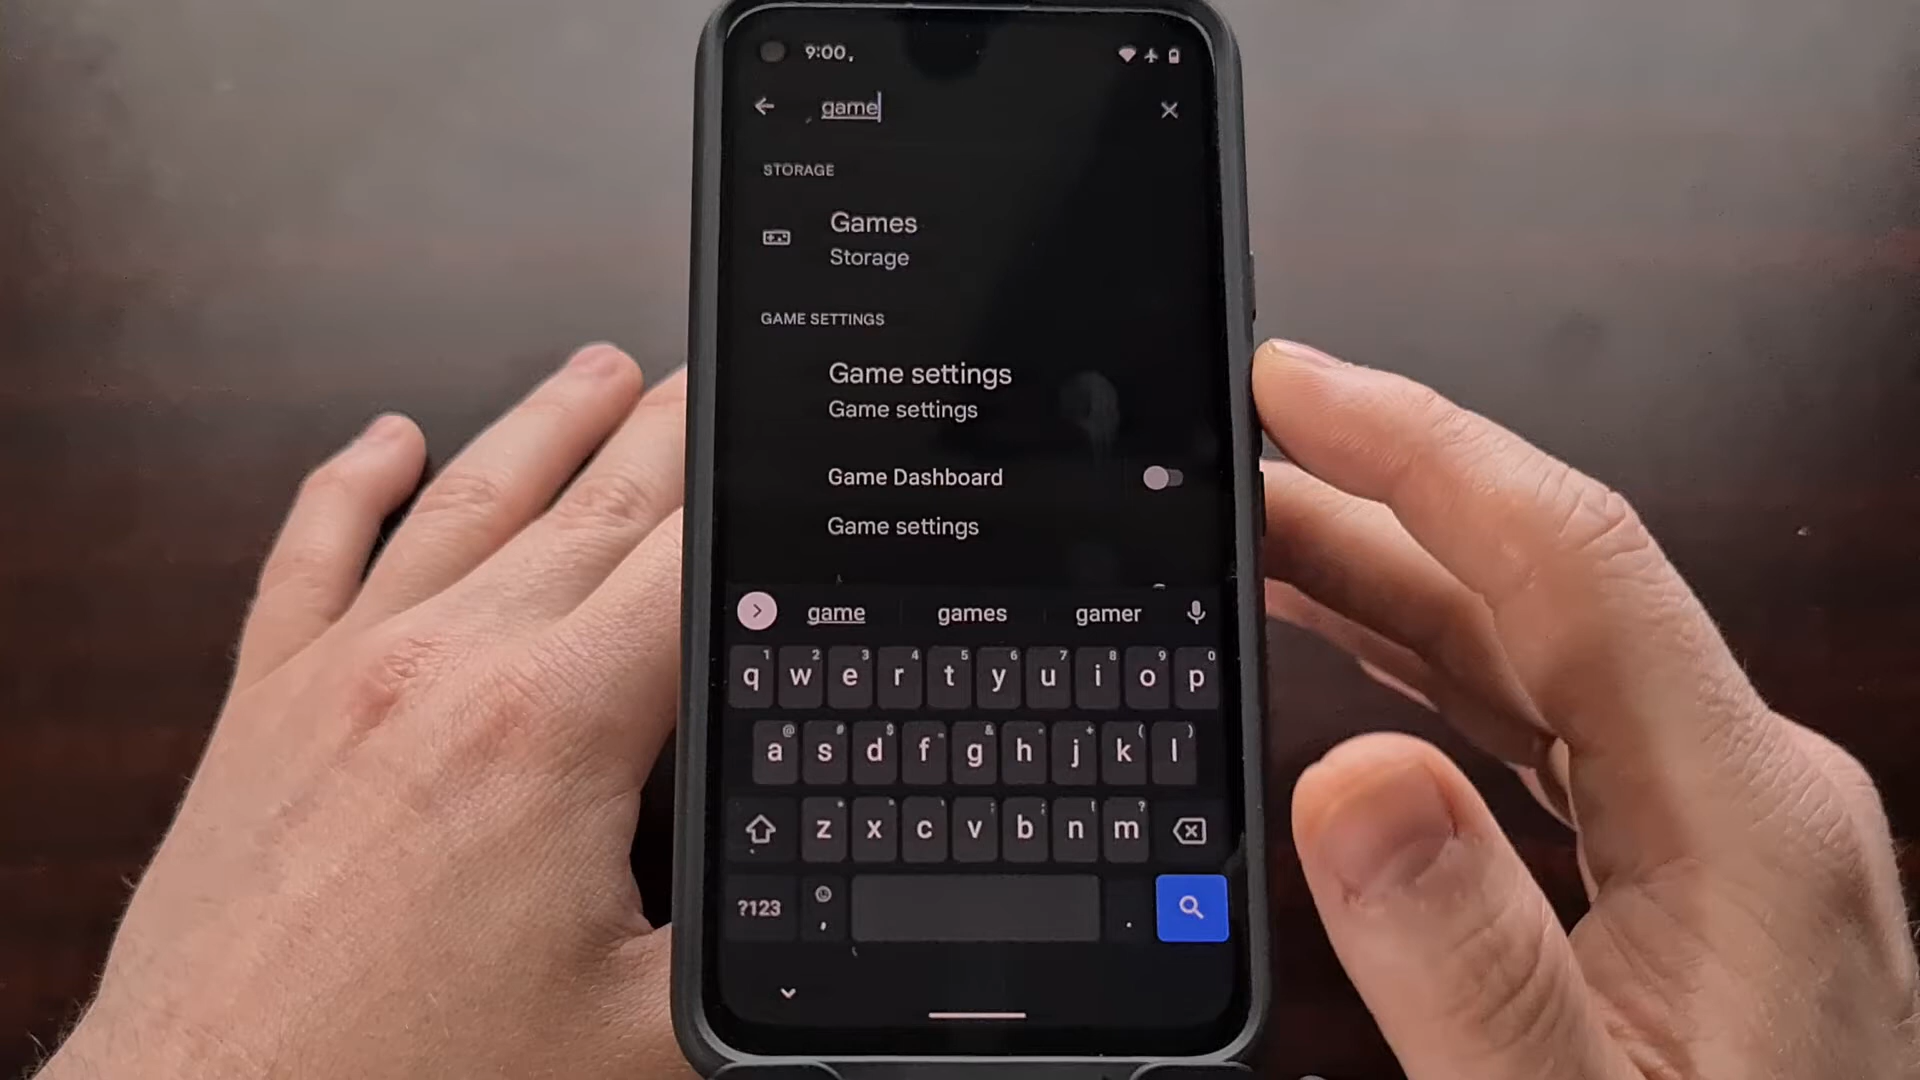 9:00
game
STORAGE
Games
Storage
GAME SETTINGS
Game settings
Game settings
Game Dashboard
Game settings
game games gamer
1 2 3 4 5 6 7 8 9 0
q w e r t y u i o p
a s d f g h j k l
z x c v b n m
?123 , .